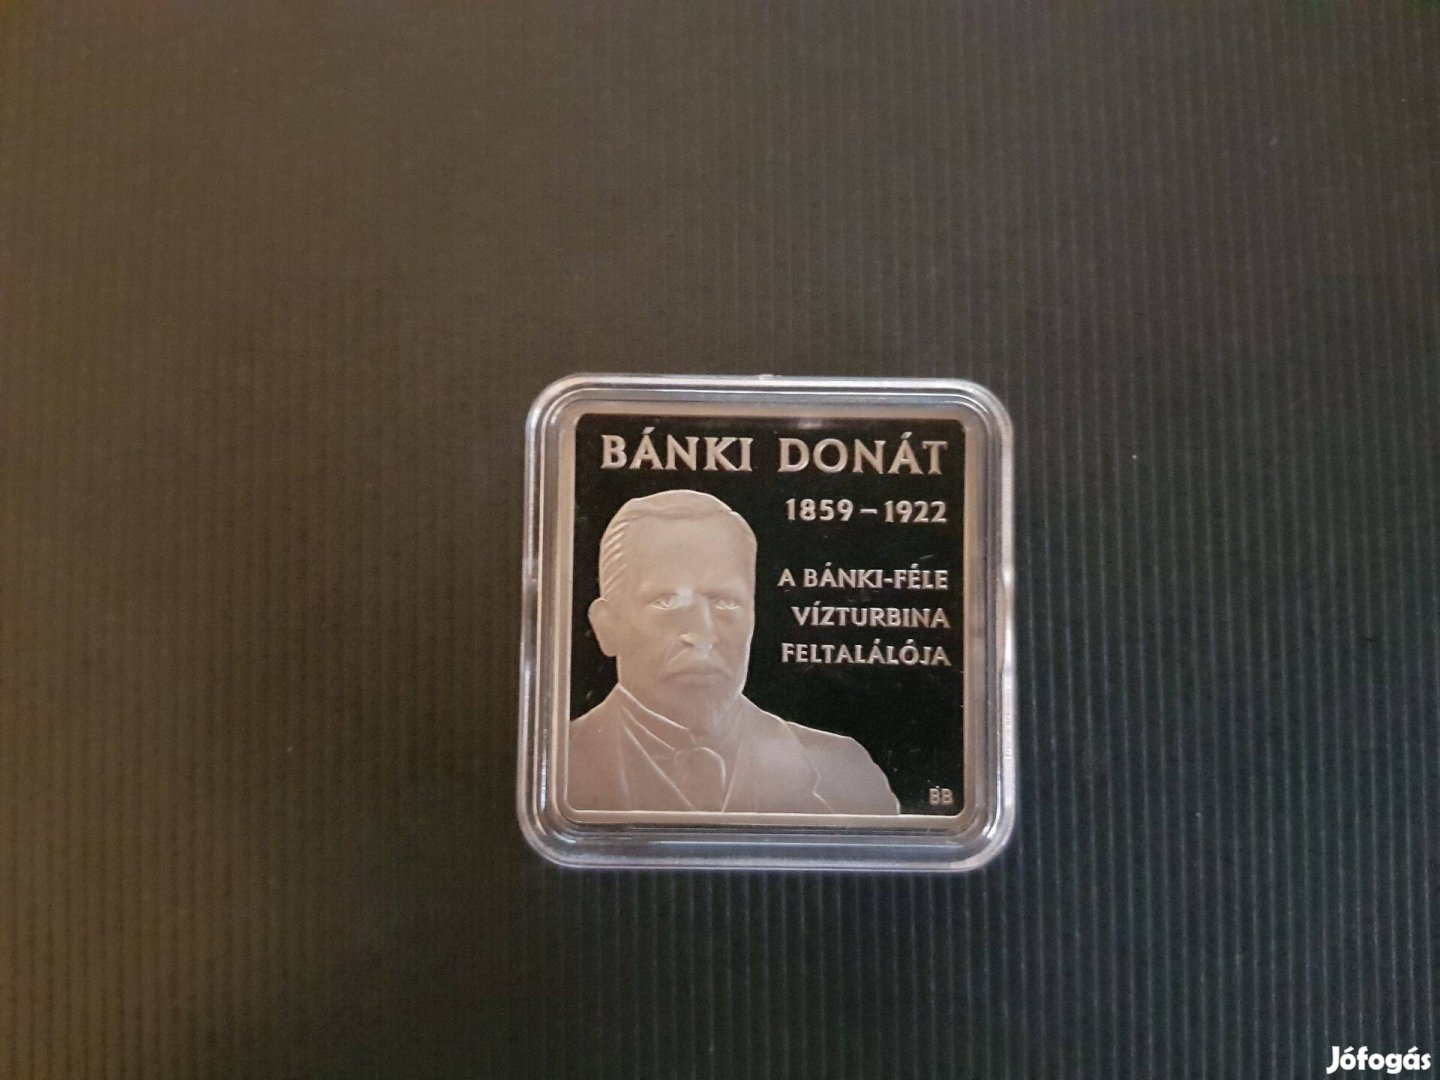 BÁNKI DONÁT
1859 – 1922
A BÁNKI-FÉLE
VÍZTURBINA
FELTALÁLÓJA
BB
Jófogás